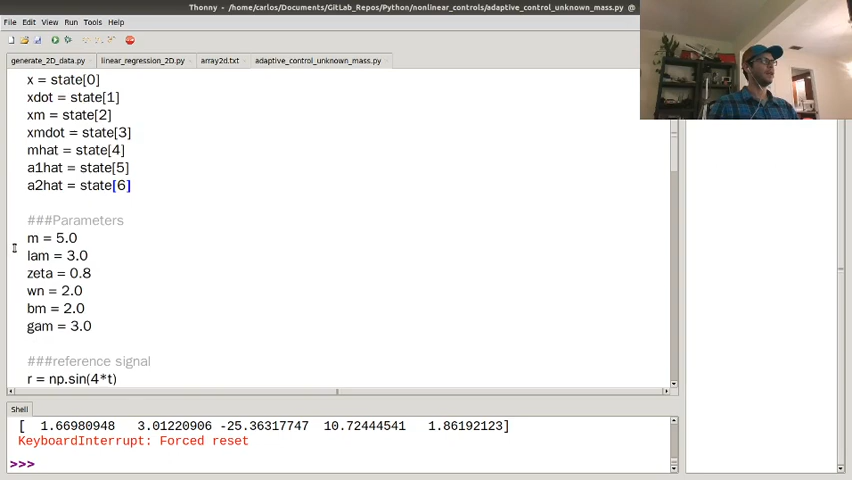 Thonny - /home/carlos/Documents/GitLab_Repos/Python/nonlinear_controls/adaptive_control_unknown_mass.py @
File Edit View Run Tools Help
generate_2D_data.py
linear_regression_2D.py
array2d.txt
adaptive_control_unknown_mass.py
x = state[0]
xdot = state[1]
xm = state[2]
xmdot = state[3]
mhat = state[4]
a1hat = state[5]
a2hat = state[6]
###Parameters
m = 5.0
lam = 3.0
zeta = 0.8
wn = 2.0
bm = 2.0
gam = 3.0
###reference signal
r = np.sin(4*t)
Shell
[ 1.66980948 3.01220906 -25.36317747 10.72444541 1.86192123]
KeyboardInterrupt: Forced reset
>>>